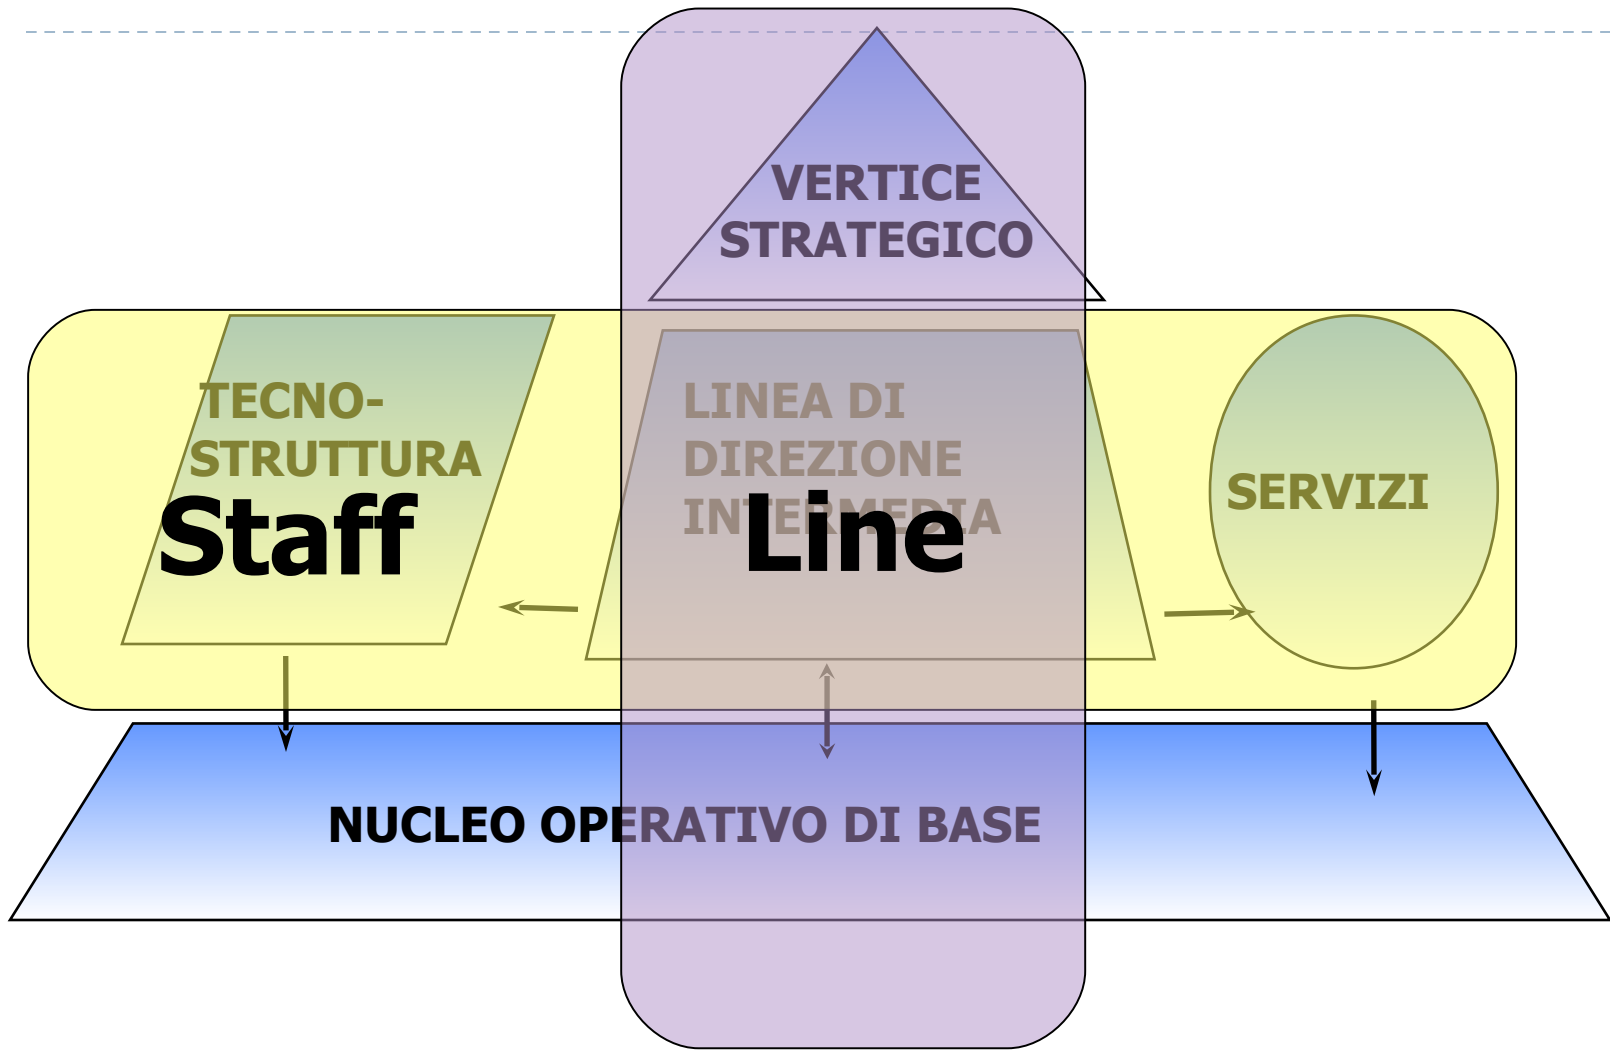 VERTICE
STRATEGICO
TECNO-
STRUTTURA
Staff
LINEA DI
DIREZIONE
INTERMEDIA
Line
SERVIZI
NUCLEO OPERATIVO DI BASE